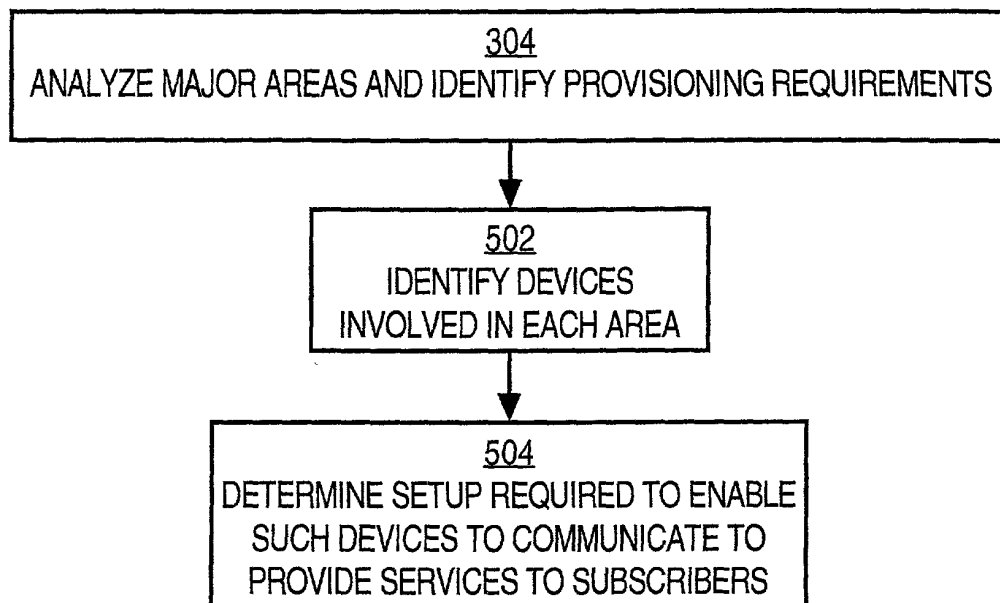 304
ANALYZE MAJOR AREAS AND IDENTIFY PROVISIONING REQUIREMENTS
502
IDENTIFY DEVICES
INVOLVED IN EACH AREA
504
DETERMINE SETUP REQUIRED TO ENABLE
SUCH DEVICES TO COMMUNICATE TO
PROVIDE SERVICES TO SUBSCRIBERS